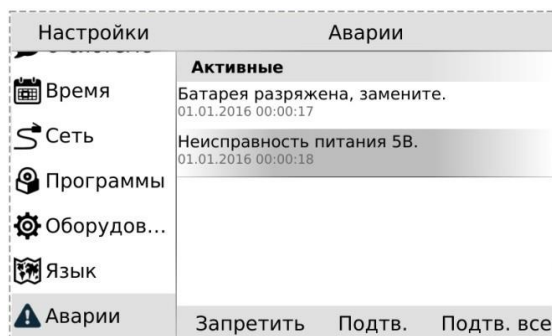 Настройки
Аварии
Время
Сеть
Программы
Оборудов...
Язык
Аварии
Активные
Батарея разряжена, замените.
01.01.2016 00:00:17
Неисправность питания 5В.
01.01.2016 00:00:18
Запретить Подтв. Подтв. все